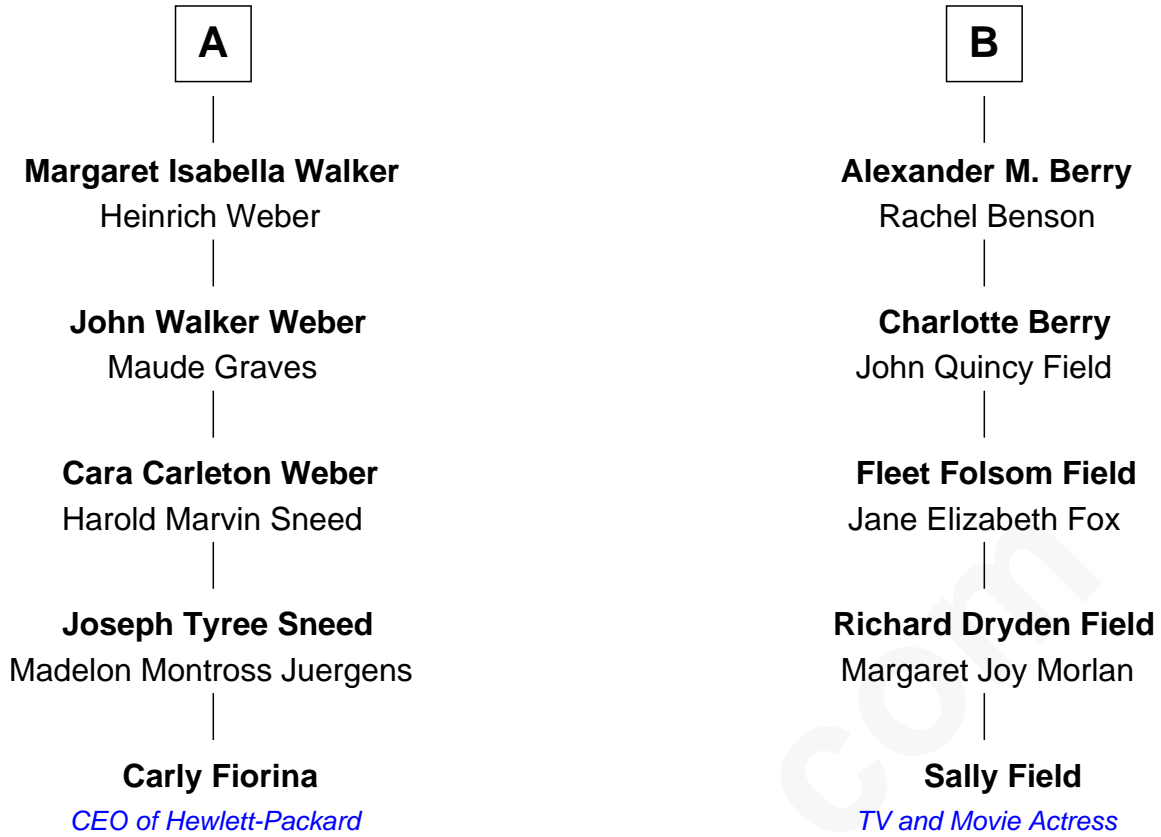 A
Margaret Isabella Walker
Heinrich Weber
John Walker Weber
Maude Graves
Cara Carleton Weber
Harold Marvin Sneed
Joseph Tyree Sneed
Madelon Montross Juergens
Carly Fiorina
CEO of Hewlett-Packard
B
Alexander M. Berry
Rachel Benson
Charlotte Berry
John Quincy Field
Fleet Folsom Field
Jane Elizabeth Fox
Richard Dryden Field
Margaret Joy Morlan
Sally Field
TV and Movie Actress
com